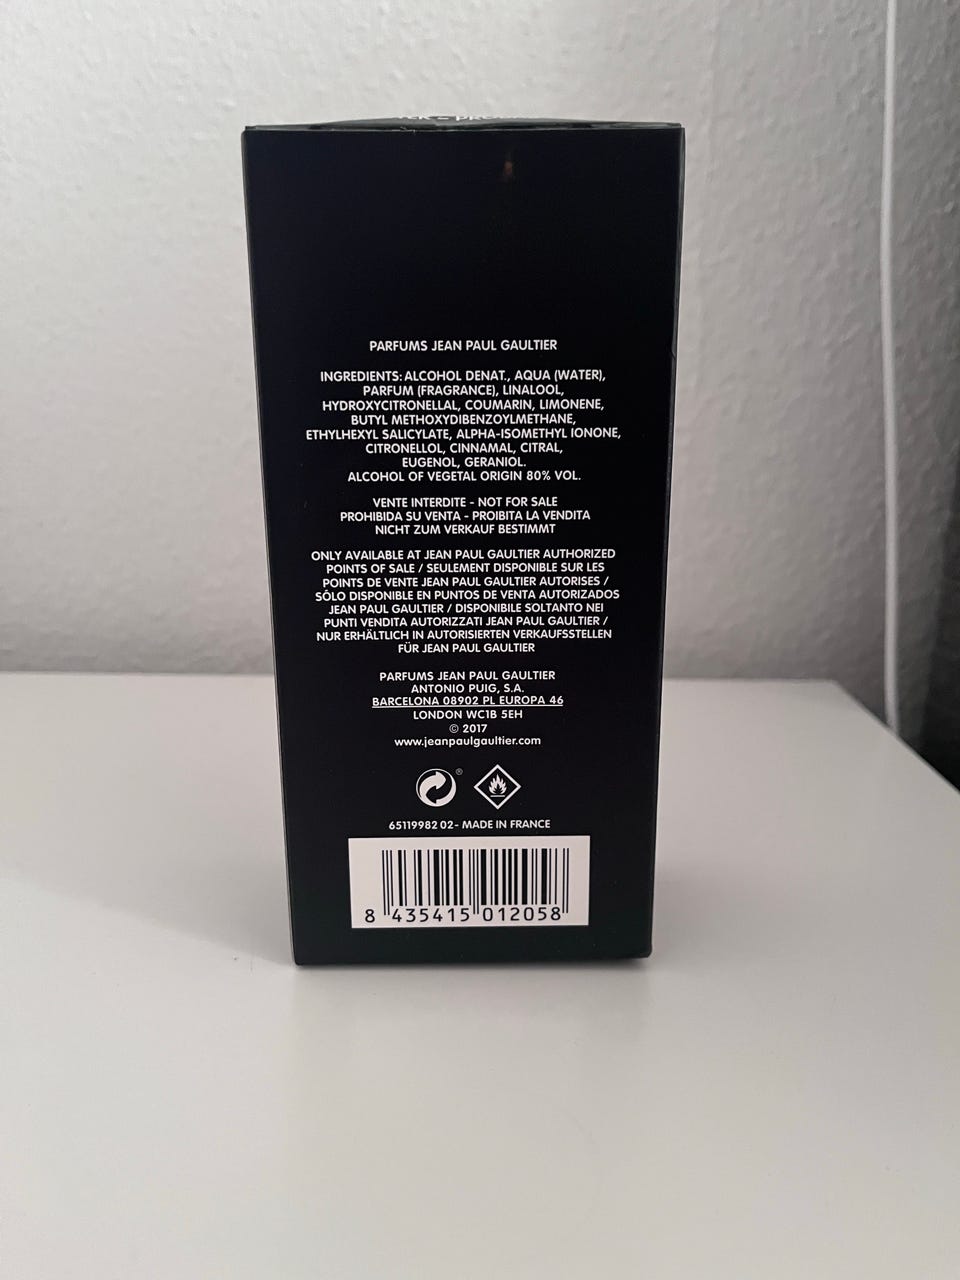 PARFUMS JEAN PAUL GAULTIER
INGREDIENTS: ALCOHOL DENAT., AQUA (WATER),
PARFUM (FRAGRANCE), LINALOOL,
HYDROXYCITRONELLAL, COUMARIN, LIMONENE,
BUTYL METHOXYDIBENZOYLMETHANE,
ETHYLHEXYL SALICYLATE, ALPHA-ISOMETHYL IONONE,
CITRONELLOL, CINNAMAL, CITRAL,
EUGENOL, GERANIOL.
ALCOHOL OF VEGETAL ORIGIN 80% VOL.
VENTE INTERDITE - NOT FOR SALE
PROHIBIDA SU VENTA - PROIBITA LA VENDITA
NICHT ZUM VERKAUF BESTIMMT
ONLY AVAILABLE AT JEAN PAUL GAULTIER AUTHORIZED
POINTS OF SALE / SEULEMENT DISPONIBLE SUR LES
POINTS DE VENTE JEAN PAUL GAULTIER AUTORISES /
SÓLO DISPONIBLE EN PUNTOS DE VENTA AUTORIZADOS
JEAN PAUL GAULTIER / DISPONIBILE SOLTANTO NEI
PUNTI VENDITA AUTORIZZATI JEAN PAUL GAULTIER /
NUR ERHÄLTLICH IN AUTORISIERTEN VERKAUFSSTELLEN
FÜR JEAN PAUL GAULTIER
PARFUMS JEAN PAUL GAULTIER
ANTONIO PUIG, S.A.
BARCELONA 08902 PL EUROPA 46
LONDON WC1B 5EH
© 2017
www.jeanpaulgaultier.com
®
65119982 02- MADE IN FRANCE
8 435415 012058